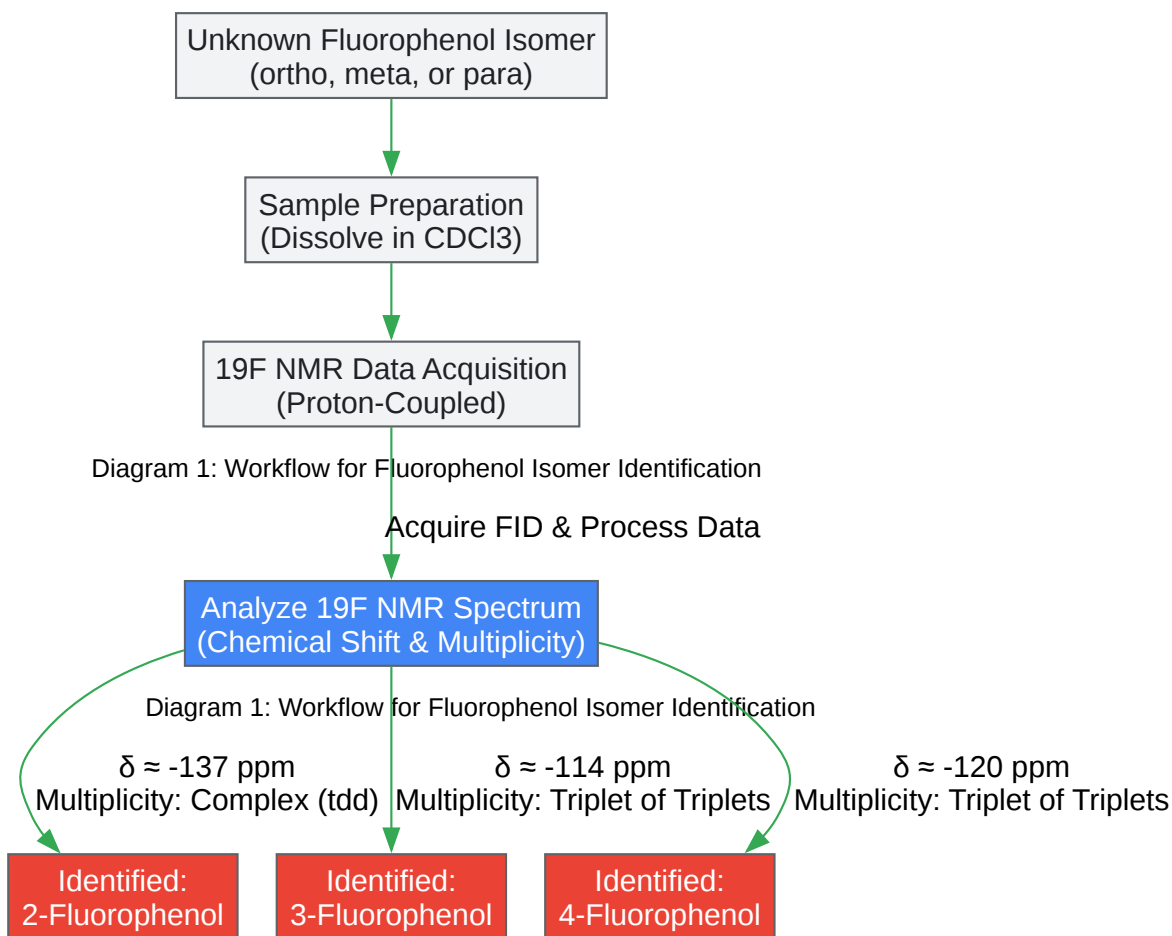 Unknown Fluorophenol Isomer
(ortho, meta, or para)
Sample Preparation
(Dissolve in CDCl3)
19F NMR Data Acquisition
(Proton-Coupled)
Diagram 1: Workflow for Fluorophenol Isomer Identification
Acquire FID & Process Data
Analyze 19F NMR Spectrum
(Chemical Shift & Multiplicity)
Diagram 1: Workflow for Fluorophenol Isomer Identification
δ ≈ -137 ppm
Multiplicity: Complex (tdd)
δ ≈ -114 ppm
Multiplicity: Triplet of Triplets
δ ≈ -120 ppm
Multiplicity: Triplet of Triplets
Identified:
2-Fluorophenol
Identified:
3-Fluorophenol
Identified:
4-Fluorophenol